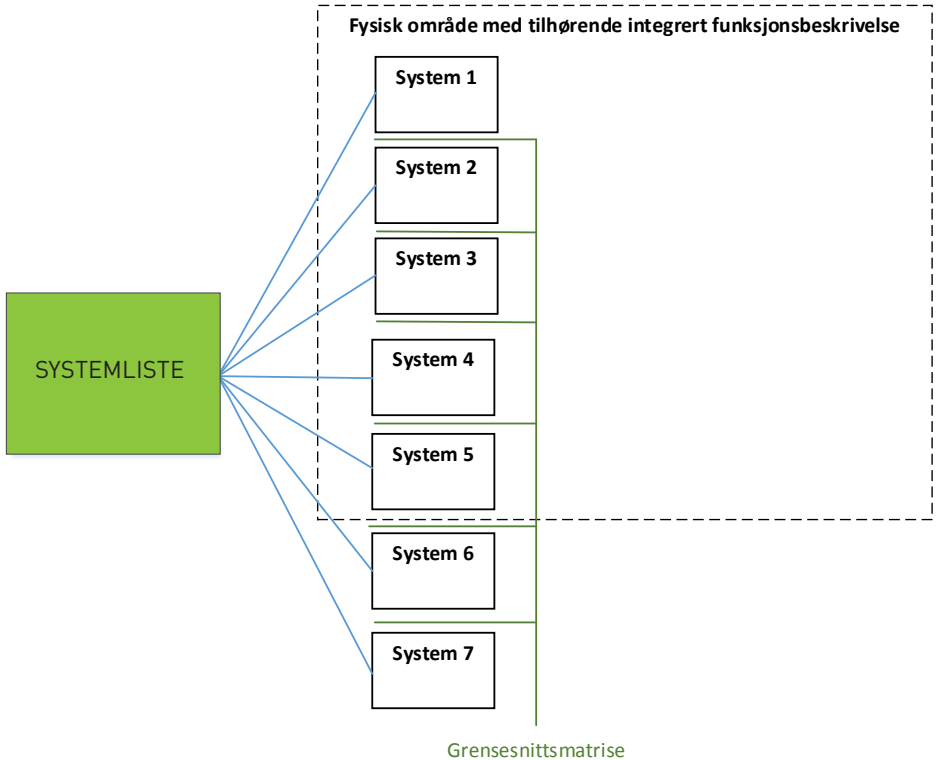 Fysisk område med tilhørende integrert funksjonsbeskrivelse
System 1
System 2
System 3
SYSTEMLISTE
System 4
System 5
System 6
System 7
Grensesnittsmatrise